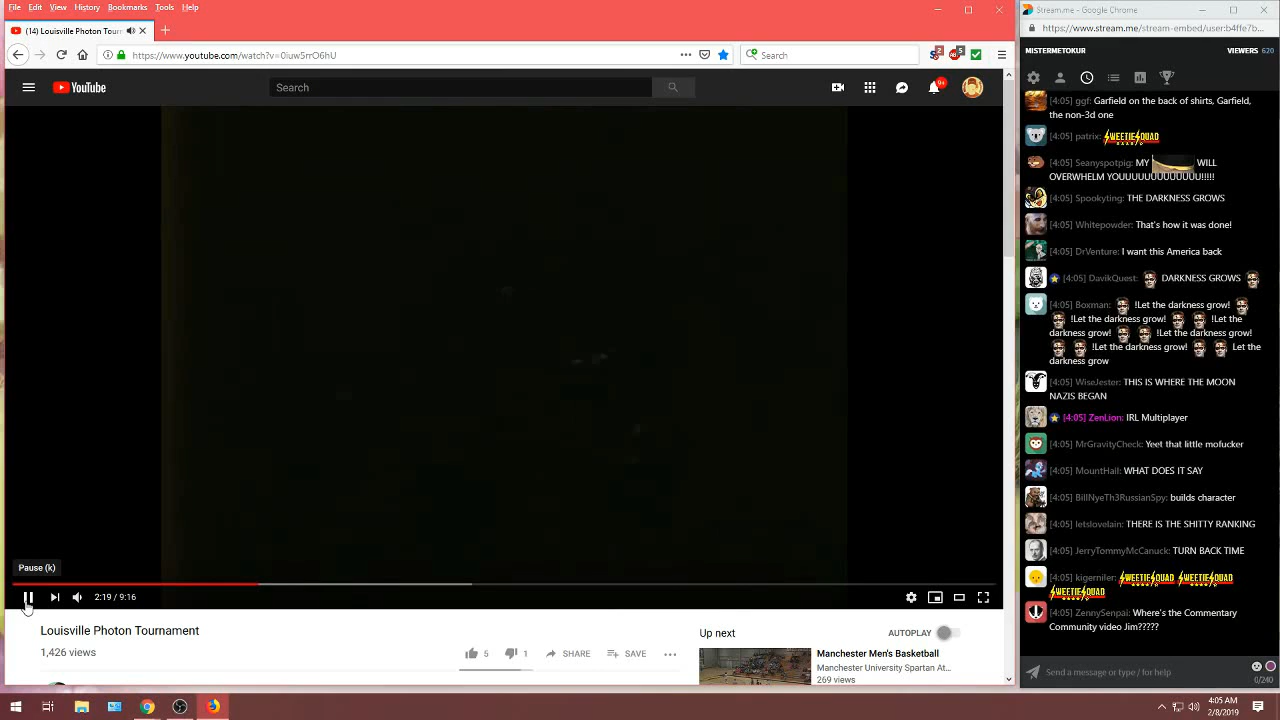 File Edit View History Bookmarks Tools Help
(14) Louisville Photon Tourn
https://www.youtube.com/watch?v=0iuw5rrO6hU
Search
YouTube
Search
9+
Pause (k)
2:19 / 9:16
Louisville Photon Tournament
1,426 views
5
1
SHARE
SAVE
Up next
AUTOPLAY
Manchester Men's Basketball
Manchester University Spartan At...
269 views
Stream.me - Google Chrome
https://www.stream.me/stream-embed/user:b4ffe7b...
MISTERMETOKUR
VIEWERS 620
[4:05] ggf: Garfield on the back of shirts, Garfield,
the non-3d one
[4:05] patrix: SWEETIESQUAD
[4:05] Seanyspotpig: MY WILL
OVERWHELM YOUUUUUUUUUUUU!!!!!
[4:05] Spookyting: THE DARKNESS GROWS
[4:05] Whitepowder: That's how it was done!
[4:05] DrVenture: I want this America back
[4:05] DavikQuest: DARKNESS GROWS
[4:05] Boxman: !Let the darkness grow!
!Let the darkness grow! !Let the
darkness grow! !Let the darkness grow!
!Let the darkness grow! Let the
darkness grow
[4:05] WiseJester: THIS IS WHERE THE MOON
NAZIS BEGAN
[4:05] ZenLion: IRL Multiplayer
[4:05] MrGravityCheck: Yeet that little mofucker
[4:05] MountHail: WHAT DOES IT SAY
[4:05] BillNyeTh3RussianSpy: builds character
[4:05] letslovelain: THERE IS THE SHITTY RANKING
[4:05] JerryTommyMcCanuck: TURN BACK TIME
[4:05] kigerniler: SWEETIESQUAD SWEETIESQUAD
SWEETIESQUAD
[4:05] ZennySenpai: Where's the Commentary
Community video Jim?????
Send a message or type / for help
0/240
4:05 AM
2/8/2019